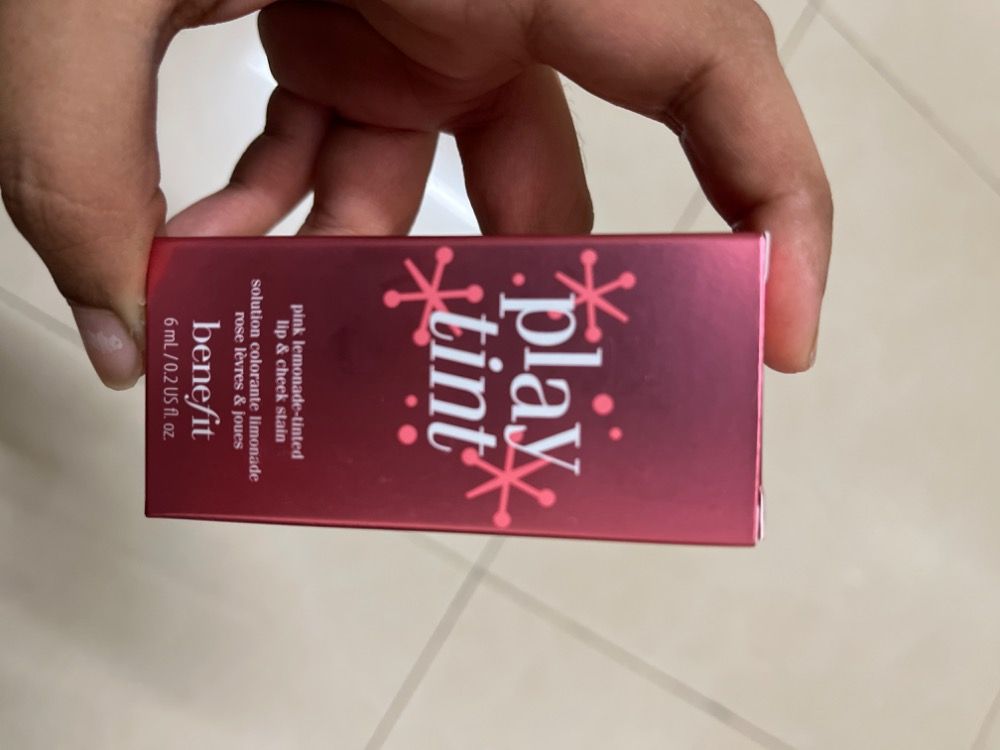 play
tint
pink lemonade-tinted
lip & cheek stain
solution colorante limonade
rose lèvres & joues
benefit
6 mL / 0.2 US fl. oz.